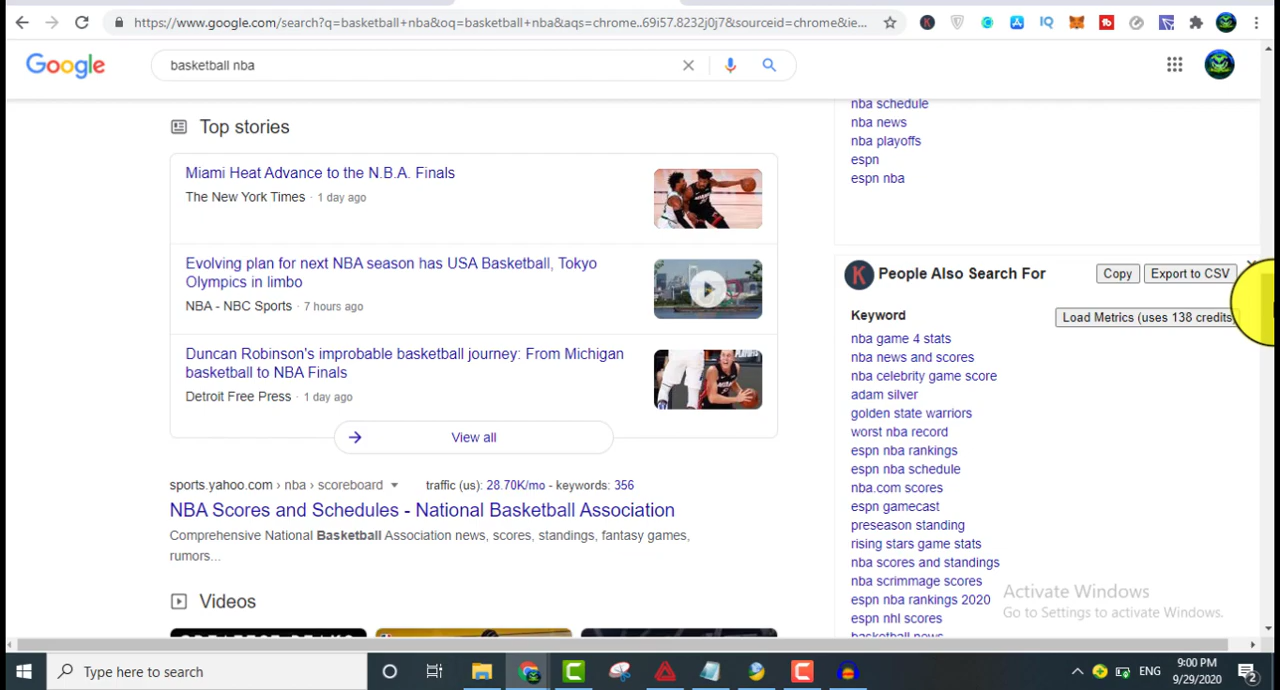 https://www.google.com/search?q=basketball+nba&oq=basketball+nba&aqs=chrome..69i57.8232j0j7&sourceid=chrome&ie...
Google
basketball nba
nba schedule
nba news
nba playoffs
espn
espn nba
Top stories
Miami Heat Advance to the N.B.A. Finals
The New York Times · 1 day ago
Evolving plan for next NBA season has USA Basketball, Tokyo
Olympics in limbo
NBA - NBC Sports · 7 hours ago
Duncan Robinson's improbable basketball journey: From Michigan
basketball to NBA Finals
Detroit Free Press · 1 day ago
View all
sports.yahoo.com › nba › scoreboard traffic (us): 28.70K/mo - keywords: 356
NBA Scores and Schedules - National Basketball Association
Comprehensive National Basketball Association news, scores, standings, fantasy games,
rumors...
Videos
K People Also Search For Copy Export to CSV
Keyword Load Metrics (uses 138 credits)
nba game 4 stats
nba news and scores
nba celebrity game score
adam silver
golden state warriors
worst nba record
espn nba rankings
espn nba schedule
nba.com scores
espn gamecast
preseason standing
rising stars game stats
nba scores and standings
nba scrimmage scores
espn nba rankings 2020
espn nhl scores
basketball news
Activate Windows
Go to Settings to activate Windows.
Type here to search
ENG
9:00 PM
9/29/2020
2